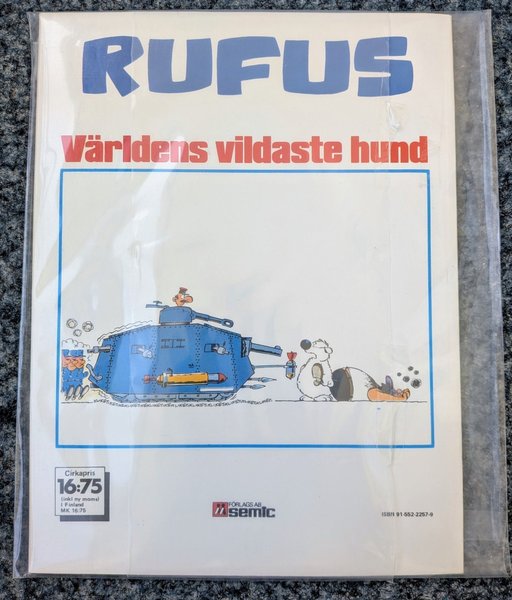 RUFUS
Världens vildaste hund
Cirkapris
16:75
(inkl ny moms)
I Finland
MK 16:75
FÖRLAGS AB
semic
ISBN 91-552-2257-9